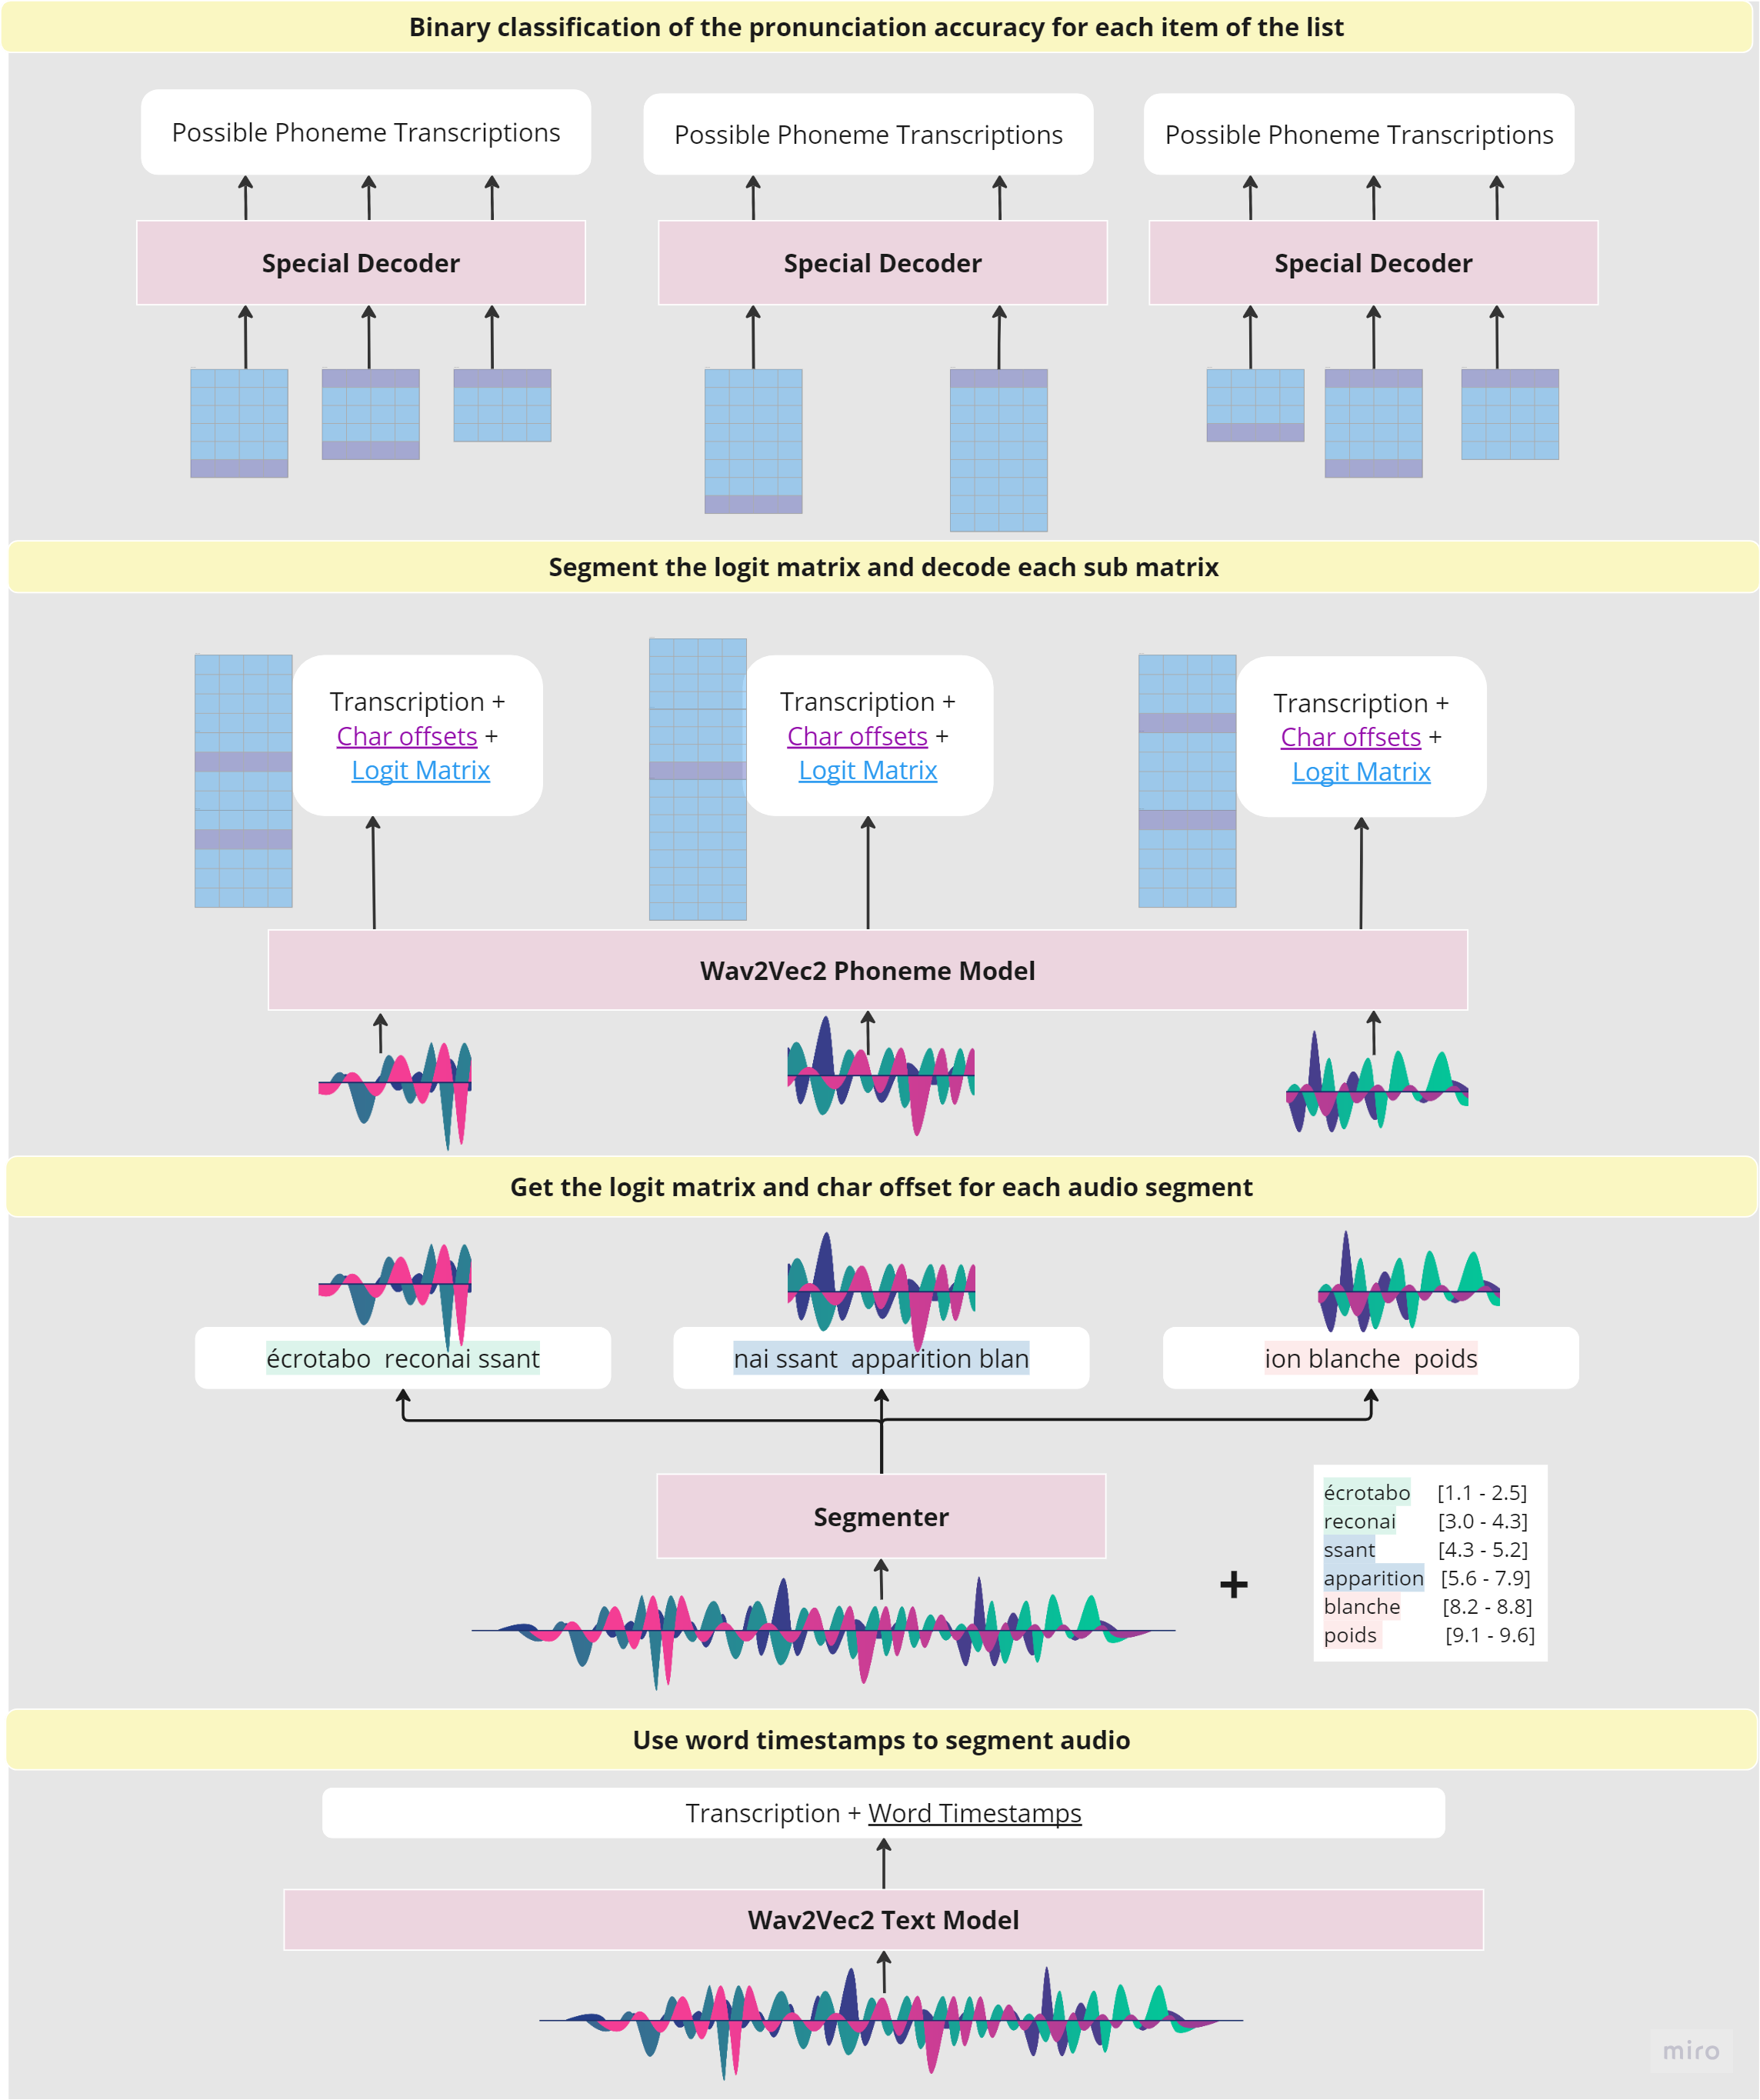 Binary classification of the pronunciation accuracy for each item of the list
Possible Phoneme Transcriptions
Possible Phoneme Transcriptions
Possible Phoneme Transcriptions
Special Decoder
Special Decoder
Special Decoder
Segment the logit matrix and decode each sub matrix
Transcription +
Char offsets +
Logit Matrix
Transcription +
Char offsets +
Logit Matrix
Transcription +
Char offsets +
Logit Matrix
Wav2Vec2 Phoneme Model
Get the logit matrix and char offset for each audio segment
écrotabo reconai ssant
nai ssant apparition blan
ion blanche poids
Segmenter
+
écrotabo [1.1 - 2.5]
reconai [3.0 - 4.3]
ssant [4.3 - 5.2]
apparition [5.6 - 7.9]
blanche [8.2 - 8.8]
poids [9.1 - 9.6]
Use word timestamps to segment audio
Transcription + Word Timestamps
Wav2Vec2 Text Model
miro